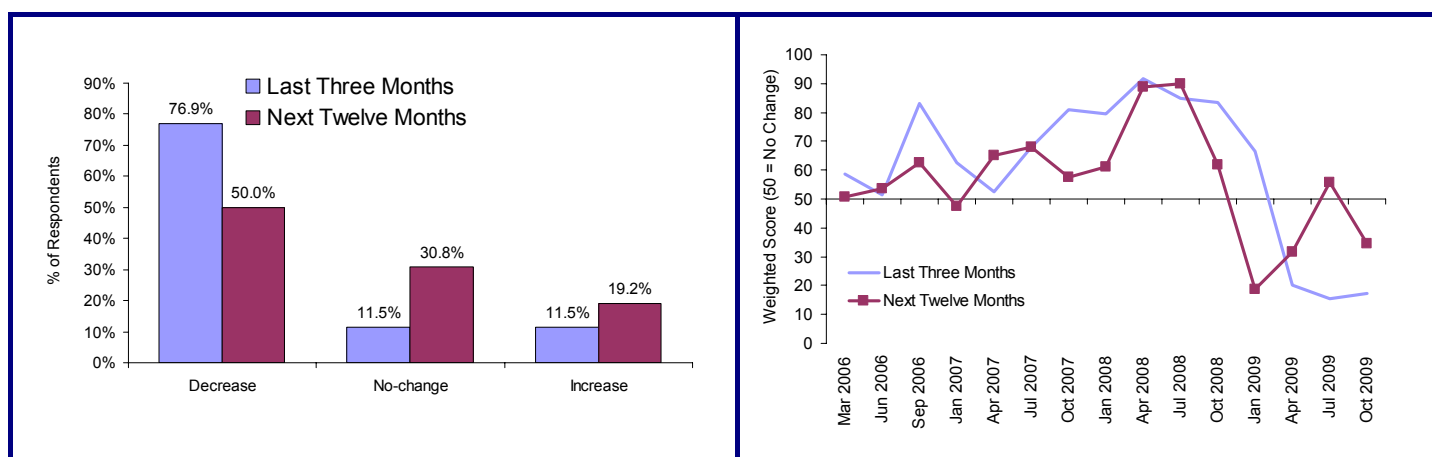 Last Three Months
Next Twelve Months
% of Respondents
90%
80%
70%
60%
50%
40%
30%
20%
10%
0%
76.9%
50.0%
11.5%
30.8%
11.5%
19.2%
Decrease
No-change
Increase
Weighted Score (50 = No Change)
100
90
80
70
60
50
40
30
20
10
0
Last Three Months
Next Twelve Months
Mar 2006
Jun 2006
Sep 2006
Jan 2007
Apr 2007
Jul 2007
Oct 2007
Jan 2008
Apr 2008
Jul 2008
Oct 2008
Jan 2009
Apr 2009
Jul 2009
Oct 2009